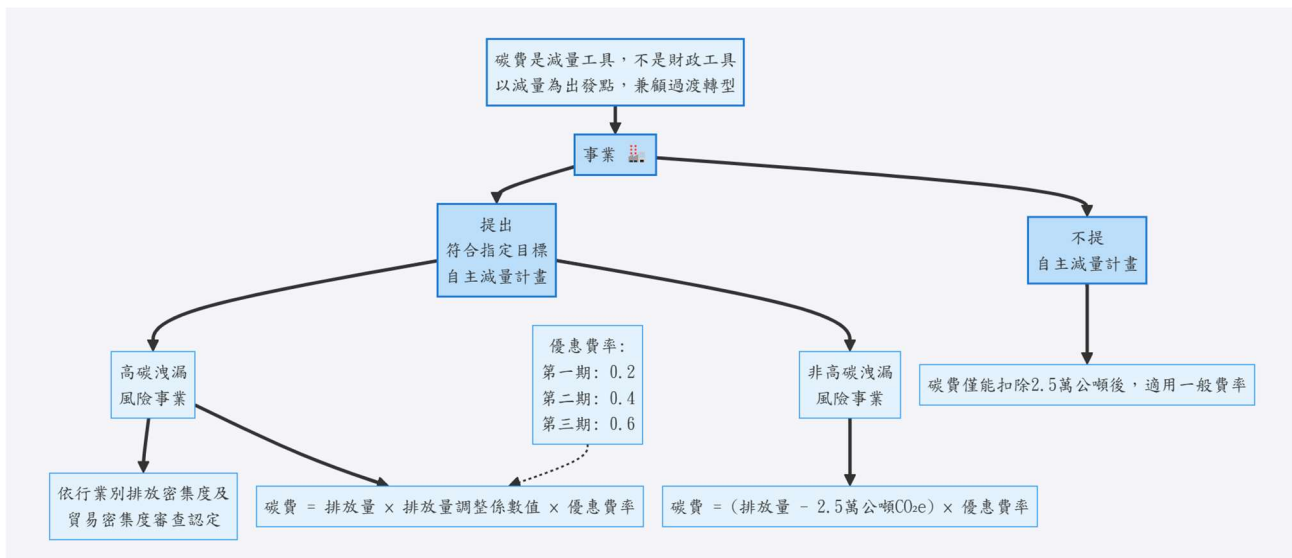 碳費是減量工具,不是財政工具
以減量為出發點,兼顧過渡轉型
事業
提出
符合指定目標
自主減量計畫
不提
自主減量計畫
高碳洩漏
風險事業
優惠費率:
第一期: 0.2
第二期: 0.4
第三期: 0.6
非高碳洩漏
風險事業
碳費僅能扣除2.5萬公噸後,適用一般費率
依行業別排放密集度及
貿易密集度審查認定
碳費 = 排放量 × 排放量調整係數值 × 優惠費率
碳費 = (排放量 - 2.5萬公噸CO₂e) × 優惠費率